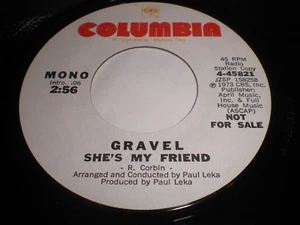 COLUMBIA
MONO
Intro. :06
2:56
45 RPM
Radio
Station Copy
4-45821
JZSP 158258
℗ 1973 CBS, Inc.
Publisher:
April Music,
Inc. & Full
House Music
(ASCAP)
NOT
FOR SALE
GRAVEL
SHE'S MY FRIEND
- R. Corbin -
Arranged and Conducted by Paul Leka
Produced by Paul Leka